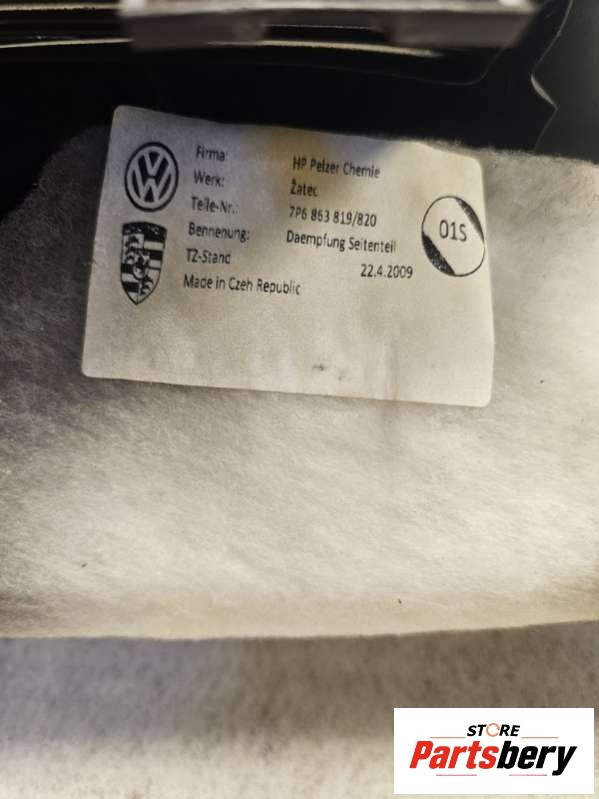 Firma: HP Pelzer Chemie
Werk: Žatec
Teile-Nr.: 7P6 863 819/820
Bennenung: Daempfung Seitenteil
TZ-Stand 22.4.2009
Made in Czeh Republic
01S
STORE
Partsbery